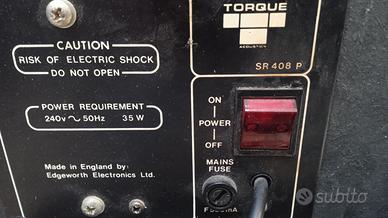 CAUTION
RISK OF ELECTRIC SHOCK
DO NOT OPEN
POWER REQUIREMENT
240v ~ 50Hz 35W
Made in England by:
Edgeworth Electronics Ltd.
TORQUE
ACOUSTICS
SR 408 P
ON
POWER
OFF
MAINS
FUSE
subito